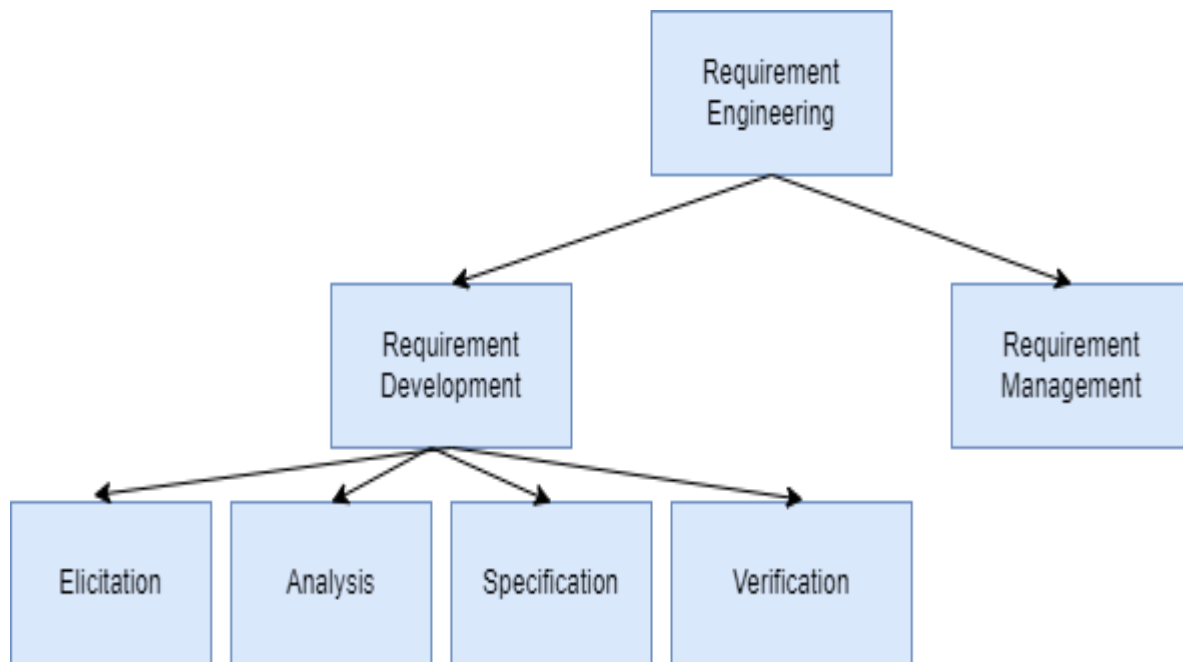 Requirement
Engineering
Requirement
Development
Requirement
Management
Elicitation
Analysis
Specification
Verification